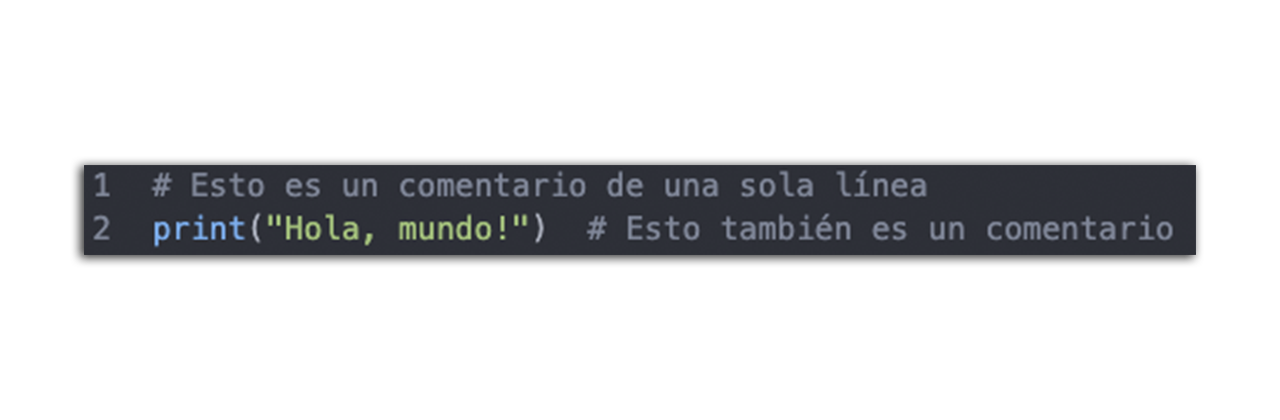 1 # Esto es un comentario de una sola línea
2 print("Hola, mundo!")  # Esto también es un comentario